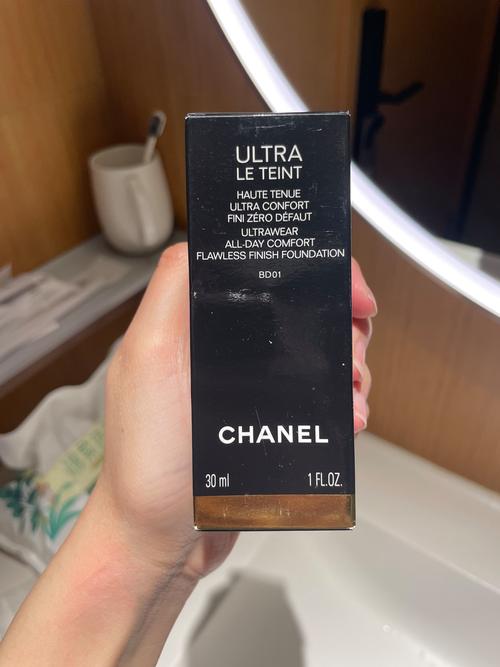 ULTRA
LE TEINT
HAUTE TENUE
ULTRA CONFORT
FINI ZÉRO DÉFAUT
ULTRAWEAR
ALL-DAY COMFORT
FLAWLESS FINISH FOUNDATION
BD01
CHANEL
30 ml 1 FL.OZ.